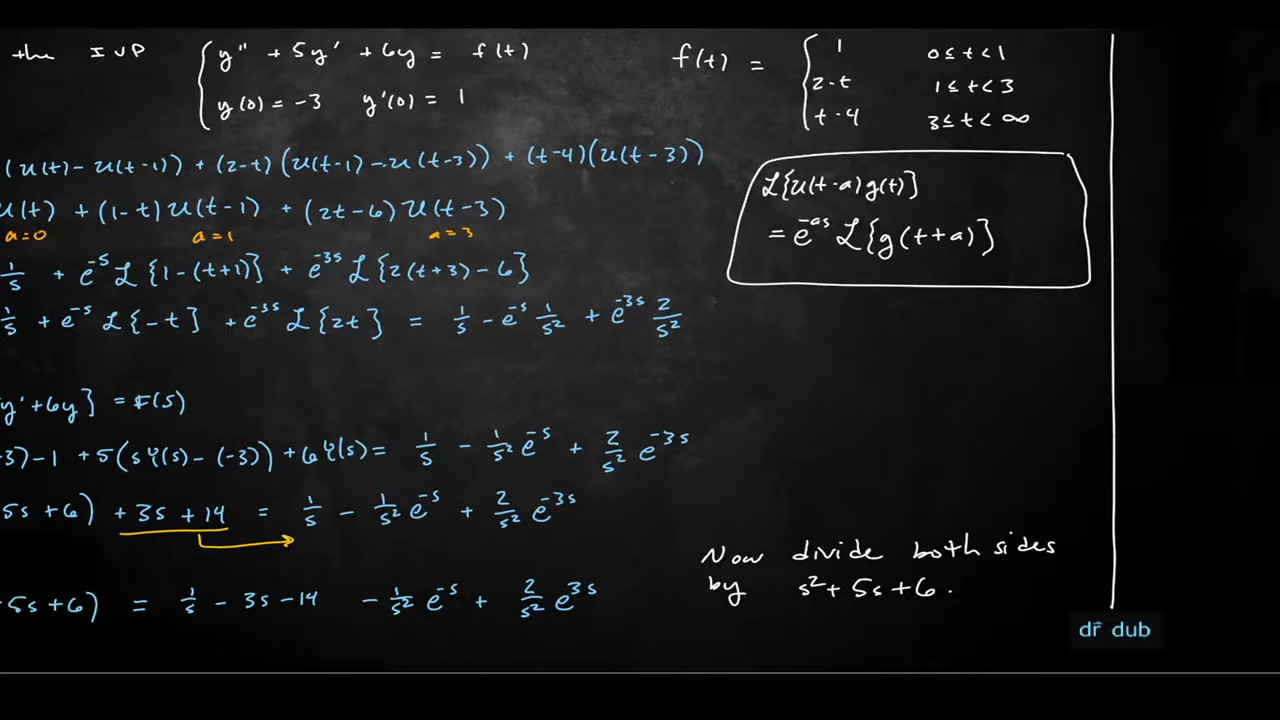 the IVP { y'' + 5y' + 6y = f(t)
y(0) = -3 y'(0) = 1
f(t) = { 1 0 ≤ t < 1
2-t 1 ≤ t < 3
t-4 3 ≤ t < ∞
(u(t) - u(t-1)) + (2-t)(u(t-1) - u(t-3)) + (t-4)(u(t-3))
u(t) + (1-t)u(t-1) + (2t-6)u(t-3)
a=0 a=1 a=3
1/s + e^{-s} ℒ{1-(t+1)} + e^{-3s} ℒ{2(t+3)-6}
1/s + e^{-s} ℒ{-t} + e^{-3s} ℒ{2t} = 1/s - e^{-s} 1/s² + e^{-3s} 2/s²
ℒ{u(t-a)g(t)}
= e^{-as} ℒ{g(t+a)}
y' + 6y} = F(s)
3) - 1 + 5(sY(s) - (-3)) + 6Y(s) = 1/s - 1/s² e^{-s} + 2/s² e^{-3s}
5s + 6) + 3s + 14 = 1/s - 1/s² e^{-s} + 2/s² e^{-3s}
5s + 6) = 1/s - 3s - 14 - 1/s² e^{-s} + 2/s² e^{3s}
Now divide both sides
by s² + 5s + 6.
dr dub